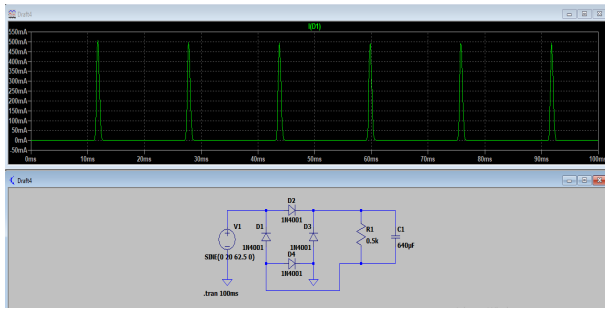 Draft4
I(D1)
550mA
500mA
450mA
400mA
350mA
300mA
250mA
200mA
150mA
100mA
50mA
0mA
-50mA
0ms 10ms 20ms 30ms 40ms 50ms 60ms 70ms 80ms 90ms 100ms
Draft4
D2
1N4001
V1 D1 D3 R1 C1
1N4001 1N4001 0.5k 640pF
D4
SINE(0 20 62.5 0)
1N4001
.tran 100ms